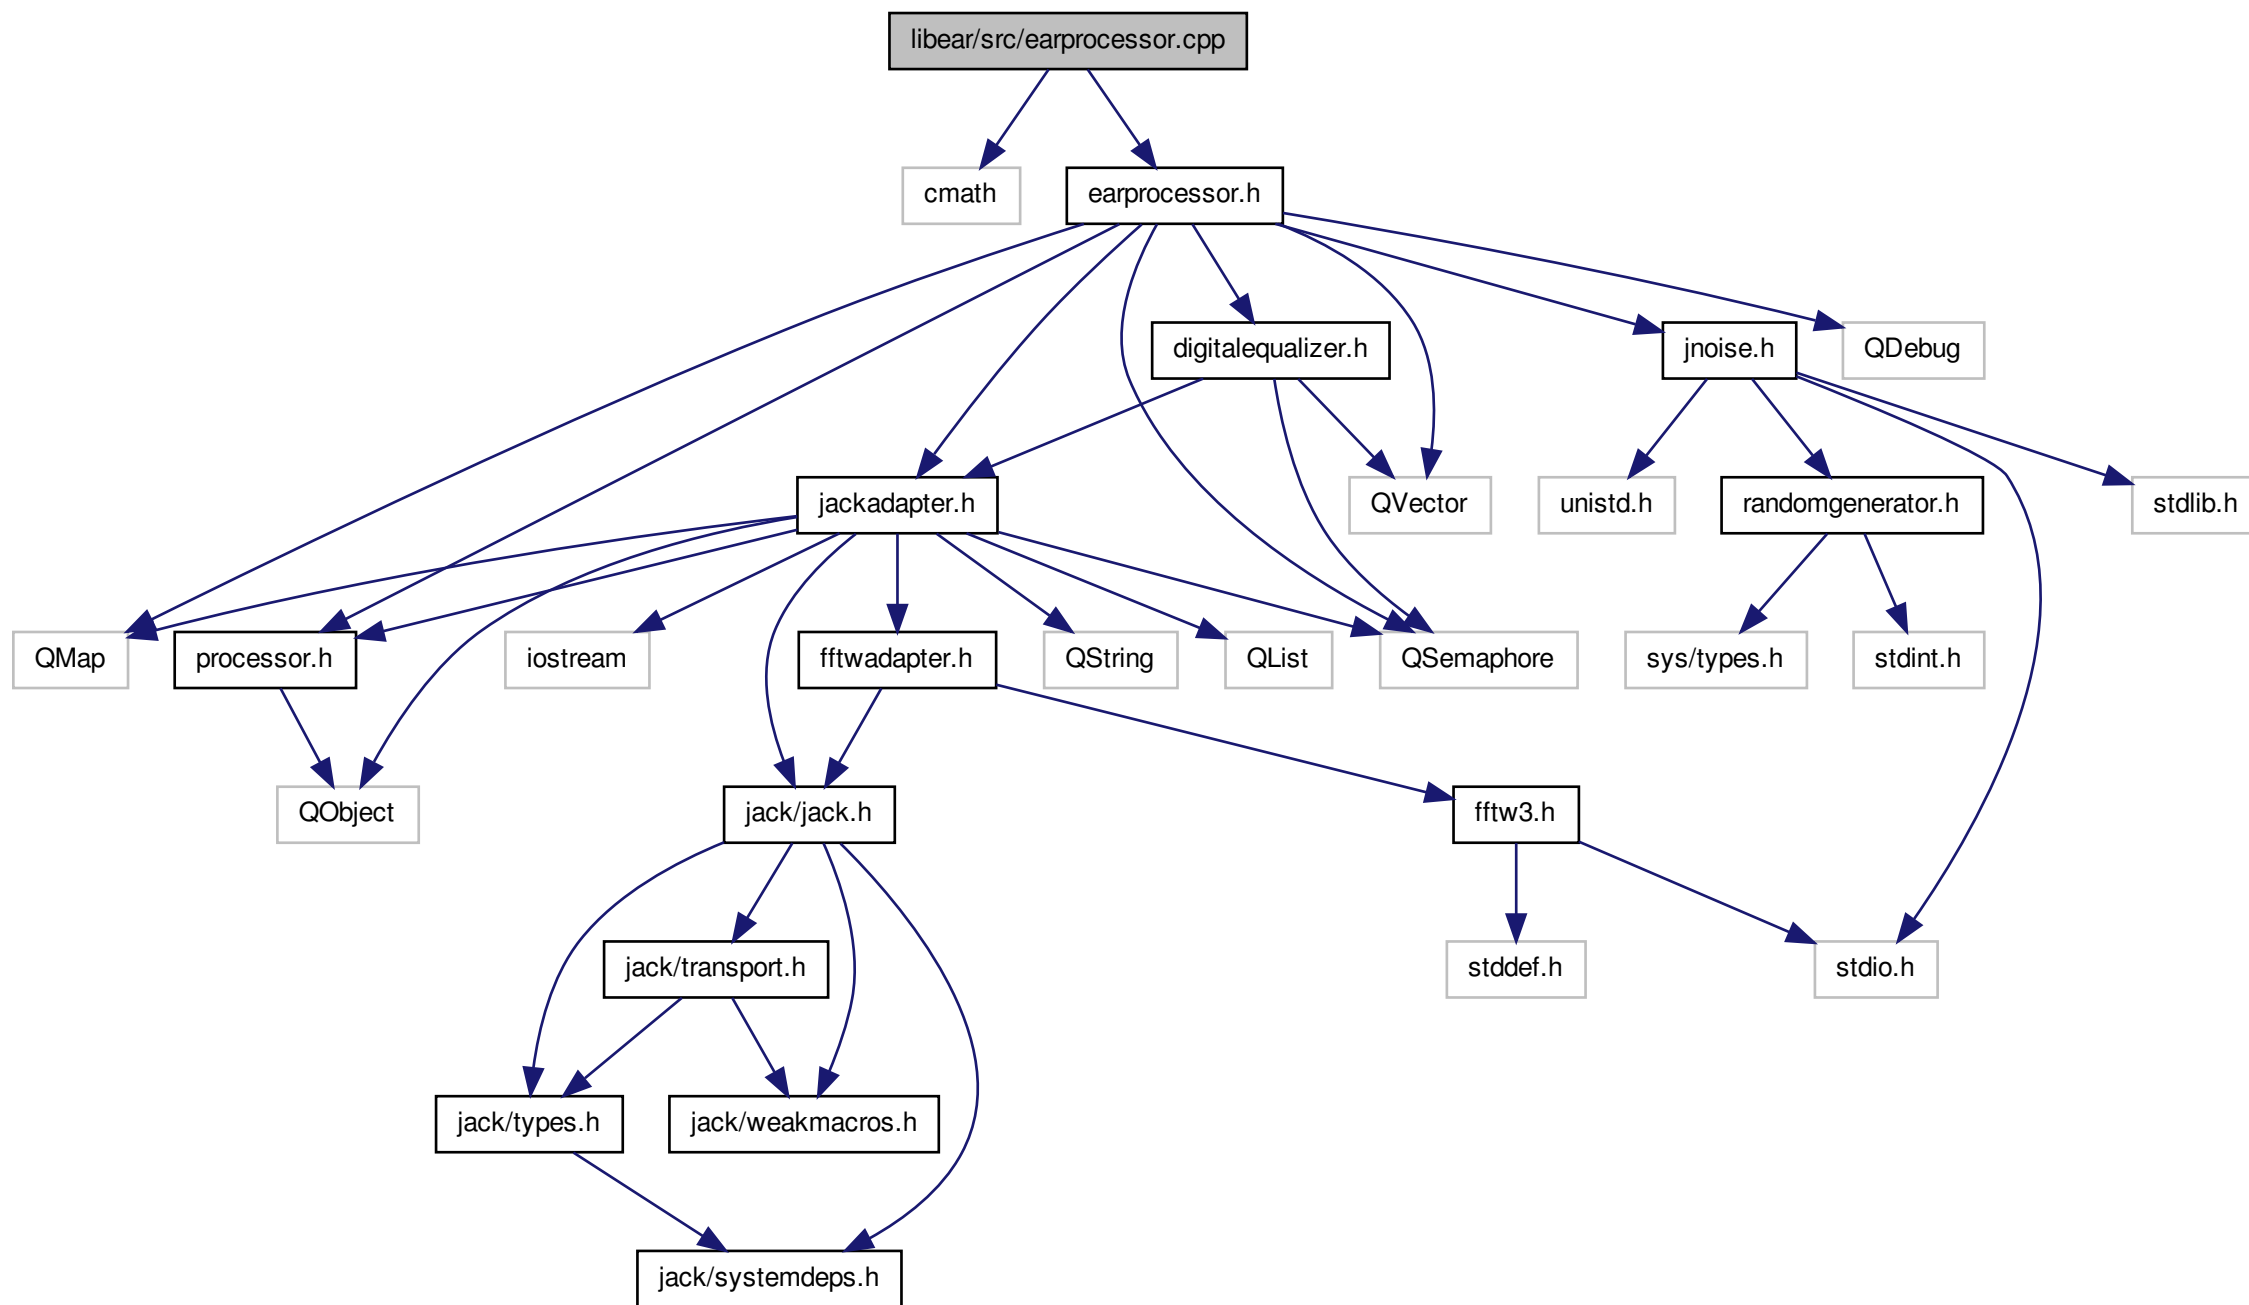 libear/src/earprocessor.cpp
cmath
earprocessor.h
digitalequalizer.h
jnoise.h
QDebug
jackadapter.h
QVector
unistd.h
randomgenerator.h
stdlib.h
QMap
processor.h
iostream
fftwadapter.h
QString
QList
QSemaphore
sys/types.h
stdint.h
QObject
jack/jack.h
fftw3.h
jack/transport.h
stddef.h
stdio.h
jack/types.h
jack/weakmacros.h
jack/systemdeps.h